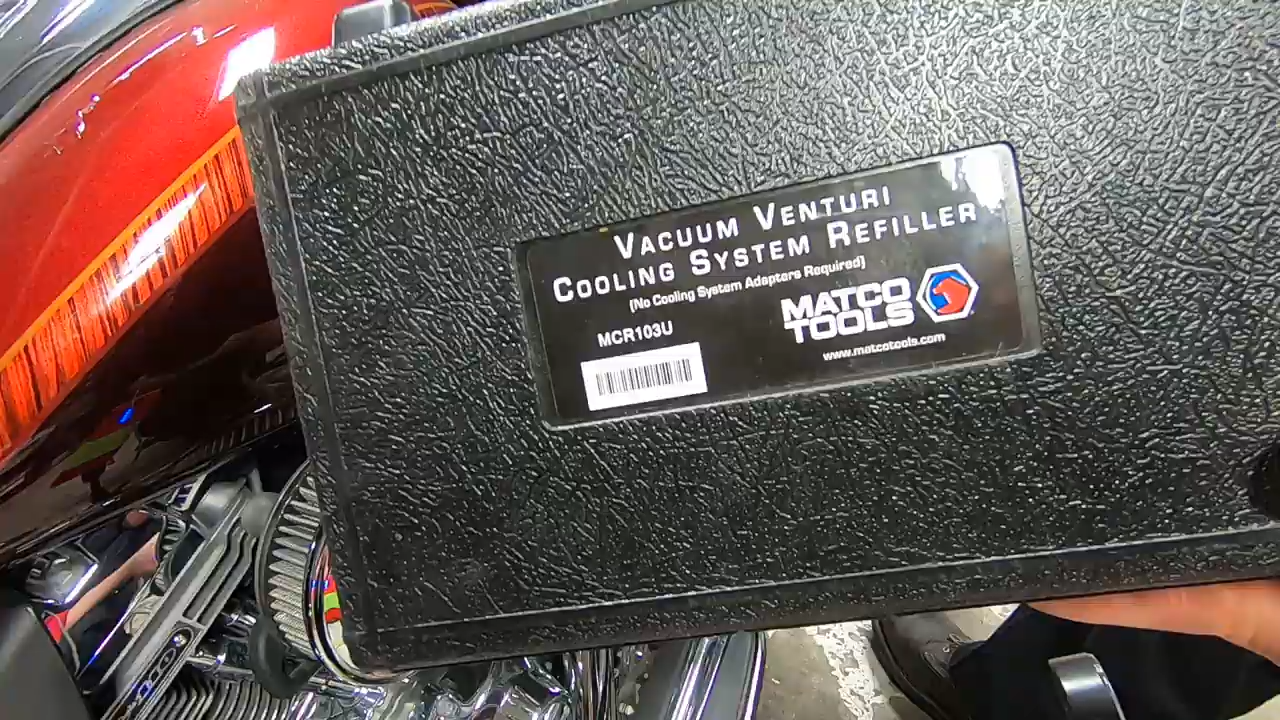 VACUUM VENTURI
COOLING SYSTEM REFILLER
(No Cooling System Adapters Required)
MCR103U
MATCO
TOOLS
www.matcotools.com